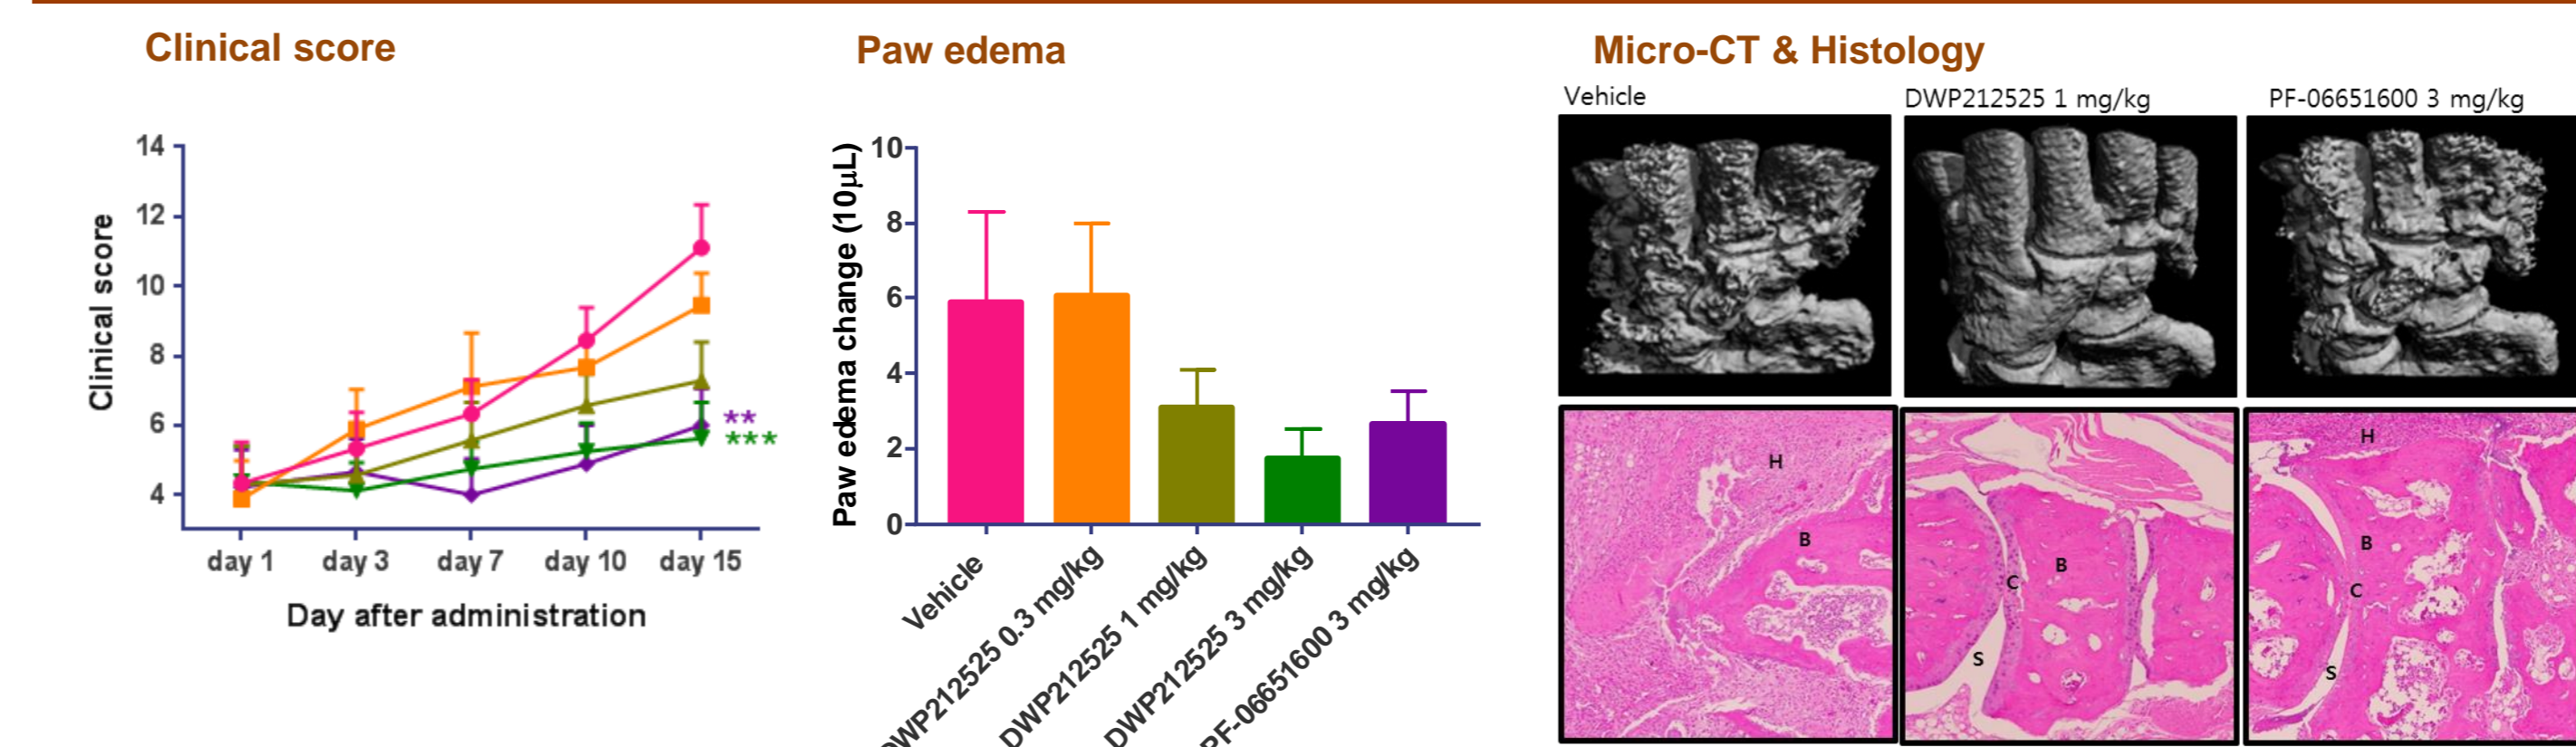 Clinical score
Clinical score
14
12
10
8
6
4
**
***
day 1
day 3
day 7
day 10
day 15
Day after administration
Paw edema
Paw edema change (10μL)
10
8
6
4
2
0
Vehicle
DWP212525 0.3 mg/kg
DWP212525 1 mg/kg
DWP212525 3 mg/kg
PF-06651600 3 mg/kg
Micro-CT & Histology
Vehicle
DWP212525 1 mg/kg
PF-06651600 3 mg/kg
H
B
B
C
S
H
B
C
S